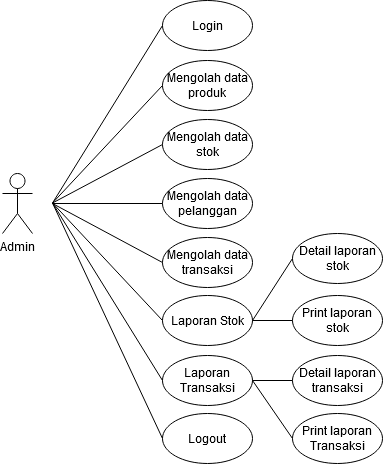 Login
Mengolah data
produk
Mengolah data
stok
Admin
Mengolah data
pelanggan
Mengolah data
transaksi
Detail laporan
stok
Laporan Stok
Print laporan
stok
Laporan
Transaksi
Detail laporan
transaksi
Logout
Print laporan
Transaksi